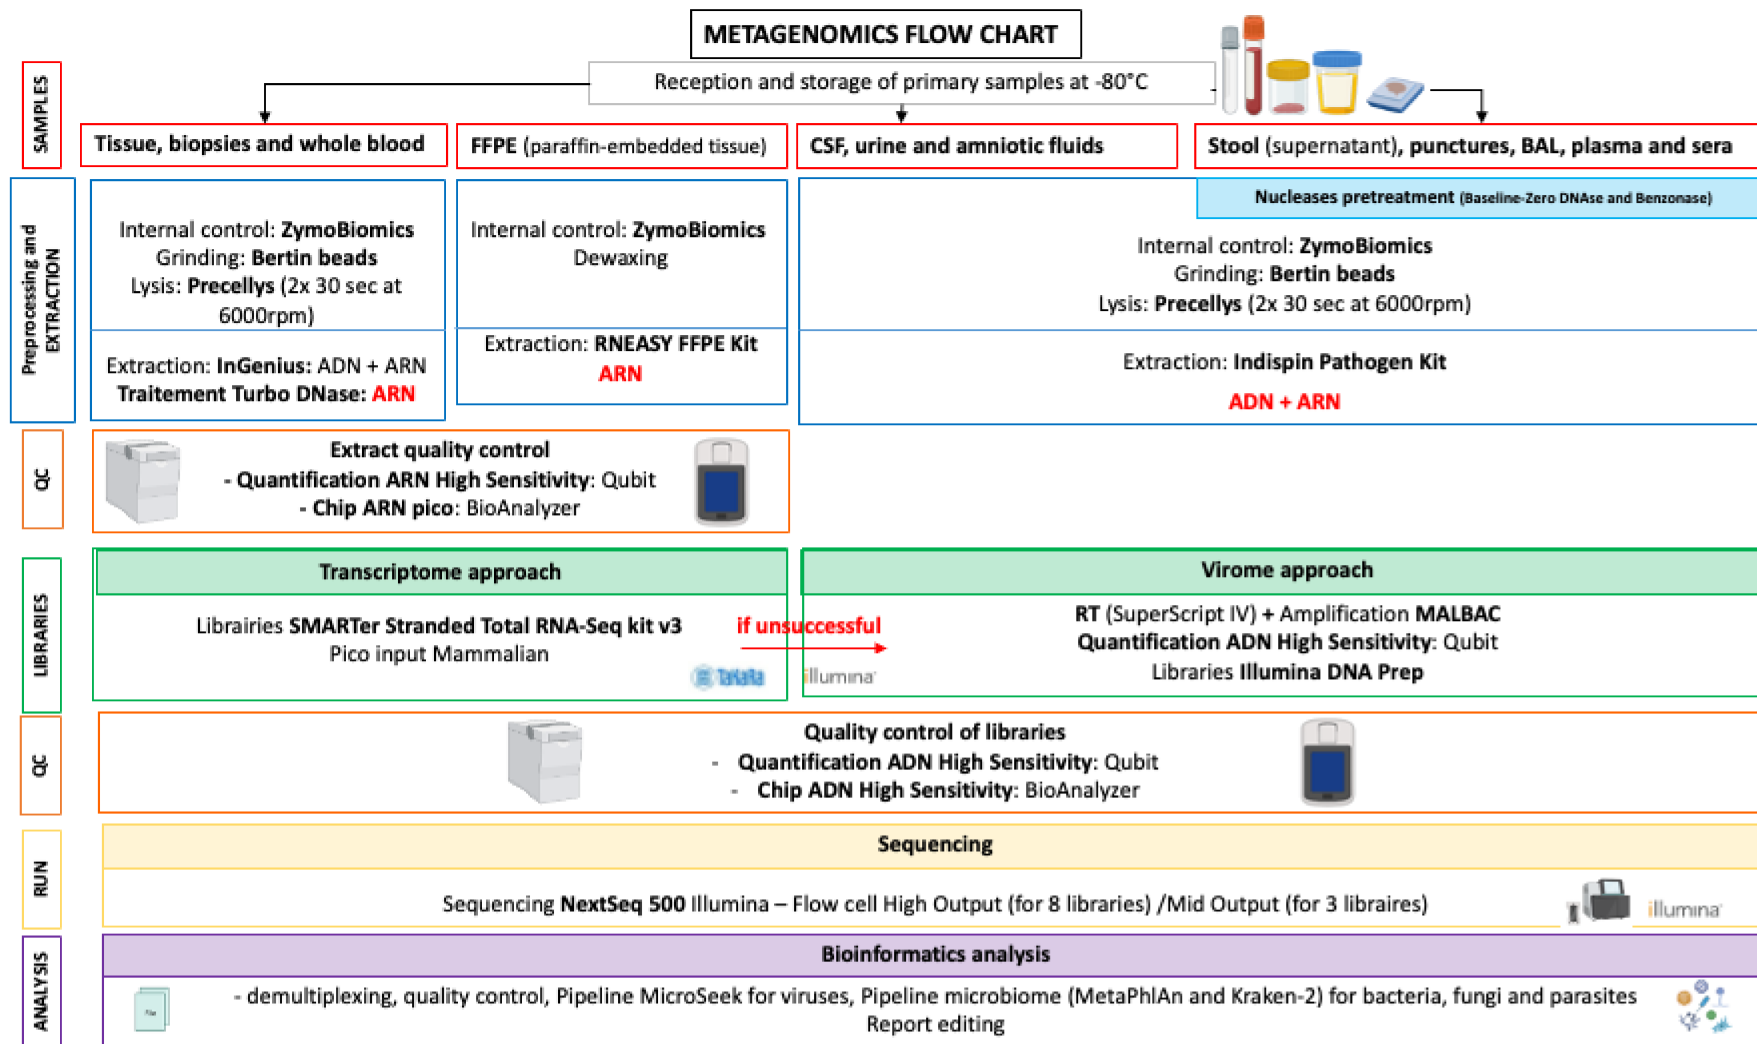 METAGENOMICS FLOW CHART
SAMPLES
Reception and storage of primary samples at -80°C
Tissue, biopsies and whole blood
FFPE (paraffin-embedded tissue)
CSF, urine and amniotic fluids
Stool (supernatant), punctures, BAL, plasma and sera
Preprocessing and
EXTRACTION
Internal control: ZymoBiomics
Grinding: Bertin beads
Lysis: Precellys (2x 30 sec at
6000rpm)
Extraction: InGenius: ADN + ARN
Traitement Turbo DNase: ARN
Internal control: ZymoBiomics
Dewaxing
Extraction: RNEASY FFPE Kit
ARN
Nucleases pretreatment (Baseline-Zero DNAse and Benzonase)
Internal control: ZymoBiomics
Grinding: Bertin beads
Lysis: Precellys (2x 30 sec at 6000rpm)
Extraction: Indispin Pathogen Kit
ADN + ARN
QC
Extract quality control
- Quantification ARN High Sensitivity: Qubit
- Chip ARN pico: BioAnalyzer
LIBRARIES
Transcriptome approach
Librairies SMARTer Stranded Total RNA-Seq kit v3
Pico input Mammalian
TaKaRa
if unsuccessful
Virome approach
RT (SuperScript IV) + Amplification MALBAC
Quantification ADN High Sensitivity: Qubit
Libraries Illumina DNA Prep
illumina
QC
Quality control of libraries
- Quantification ADN High Sensitivity: Qubit
- Chip ADN High Sensitivity: BioAnalyzer
RUN
Sequencing
Sequencing NextSeq 500 Illumina – Flow cell High Output (for 8 libraries) /Mid Output (for 3 libraires)
illumina
ANALYSIS
Bioinformatics analysis
- demultiplexing, quality control, Pipeline MicroSeek for viruses, Pipeline microbiome (MetaPhlAn and Kraken-2) for bacteria, fungi and parasites
Report editing